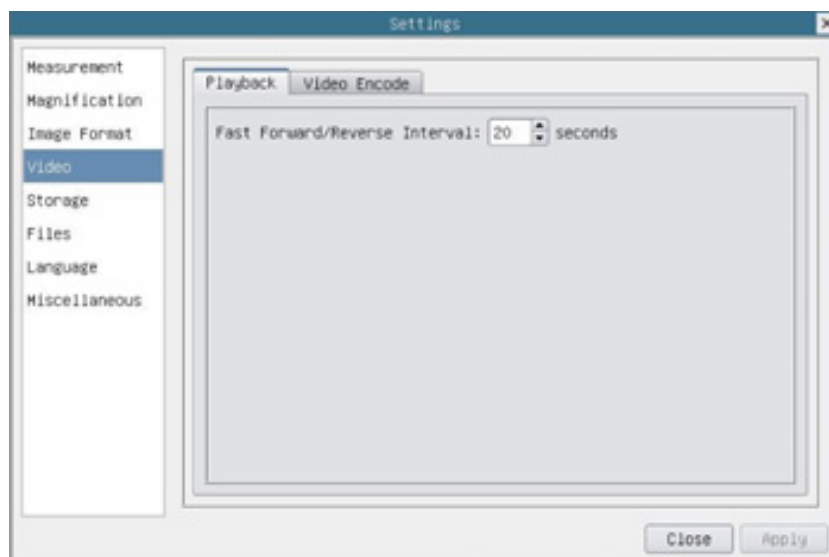 Settings
Measurement
Magnification
Image Format
Video
Storage
Files
Language
Miscellaneous
Playback Video Encode
Fast Forward/Reverse Interval: 20 seconds
Close Apply